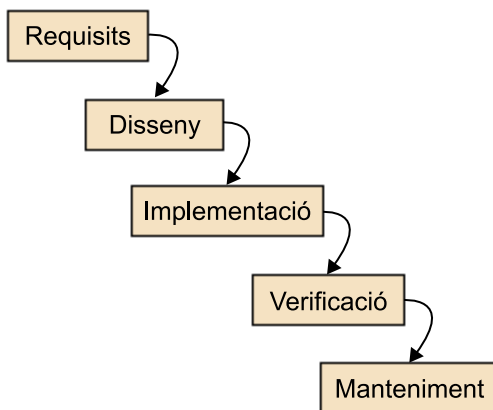 Requisits
Disseny
Implementació
Verificació
Manteniment